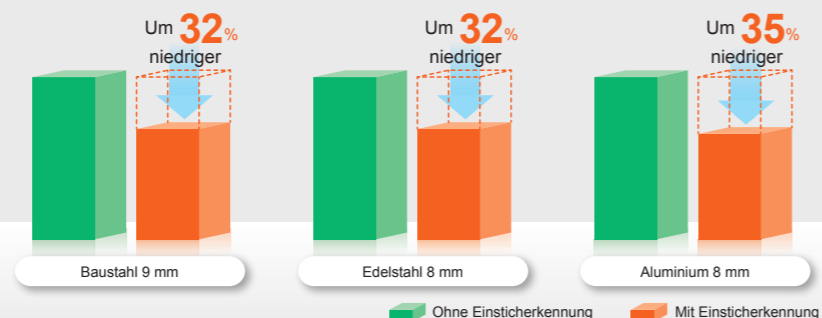 Um 32%
niedriger
Um 32%
niedriger
Um 35%
niedriger
Baustahl 9 mm
Edelstahl 8 mm
Aluminium 8 mm
Ohne Einsticherkennung
Mit Einsticherkennung